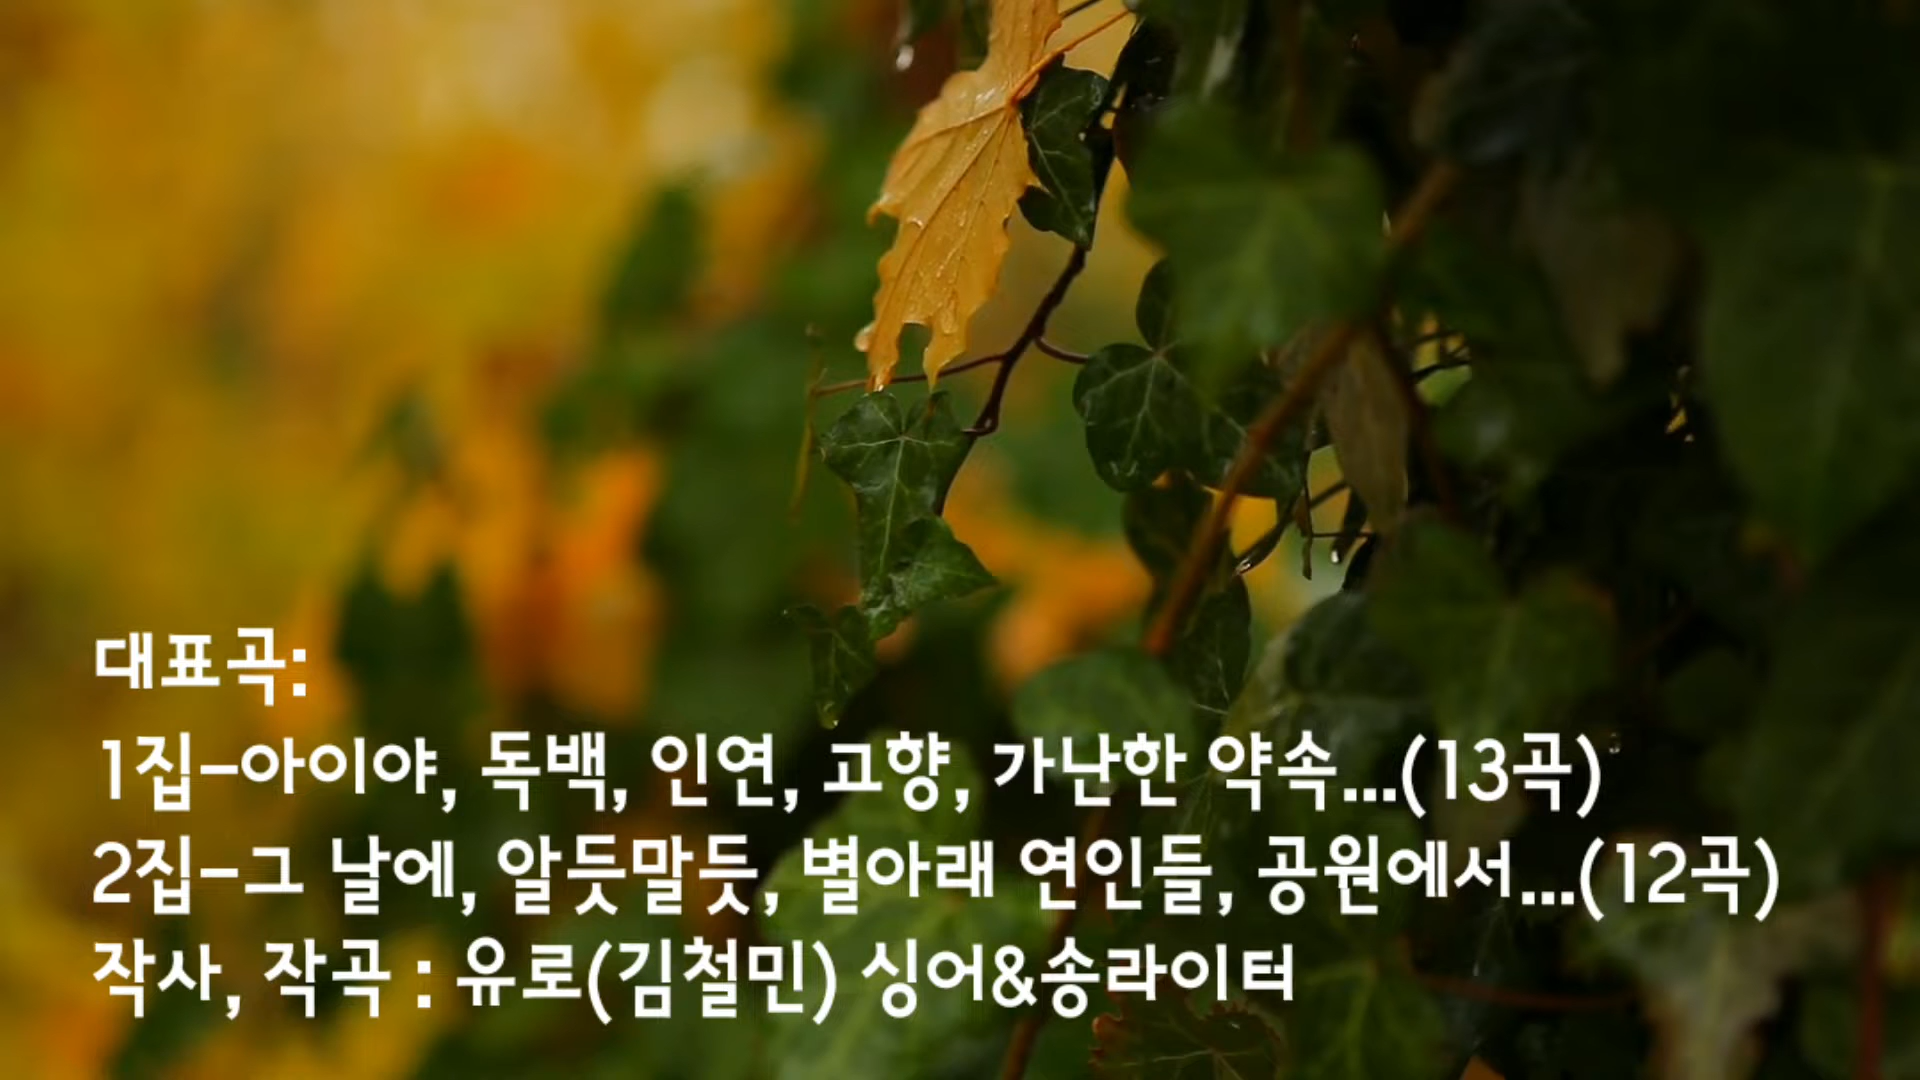 대표곡:
1집-아이야, 독백, 인연, 고향, 가난한 약속...(13곡)
2집-그 날에, 알듯말듯, 별아래 연인들, 공원에서...(12곡)
작사, 작곡 : 유로(김철민) 싱어&송라이터